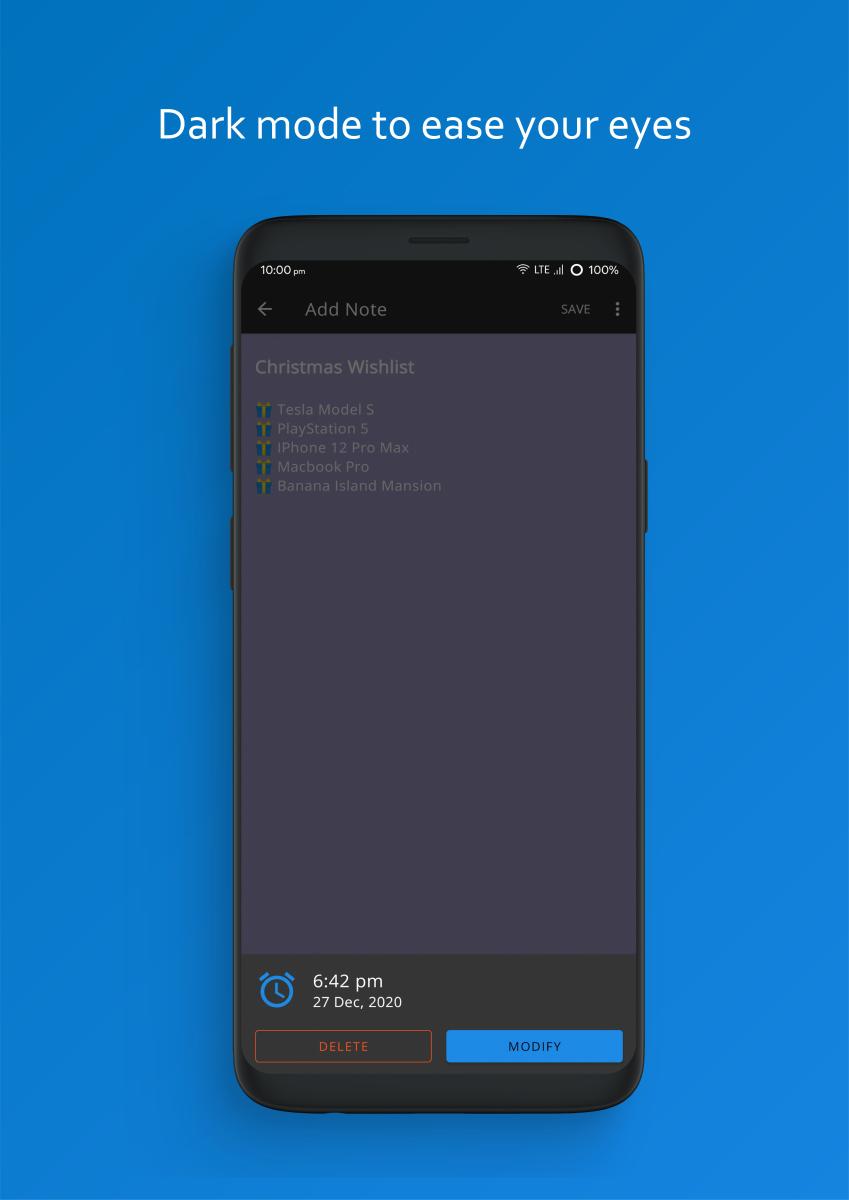 Dark mode to ease your eyes
10:00 pm LTE 100%
Add Note SAVE
Christmas Wishlist
Tesla Model S
PlayStation 5
IPhone 12 Pro Max
Macbook Pro
Banana Island Mansion
6:42 pm
27 Dec, 2020
DELETE MODIFY